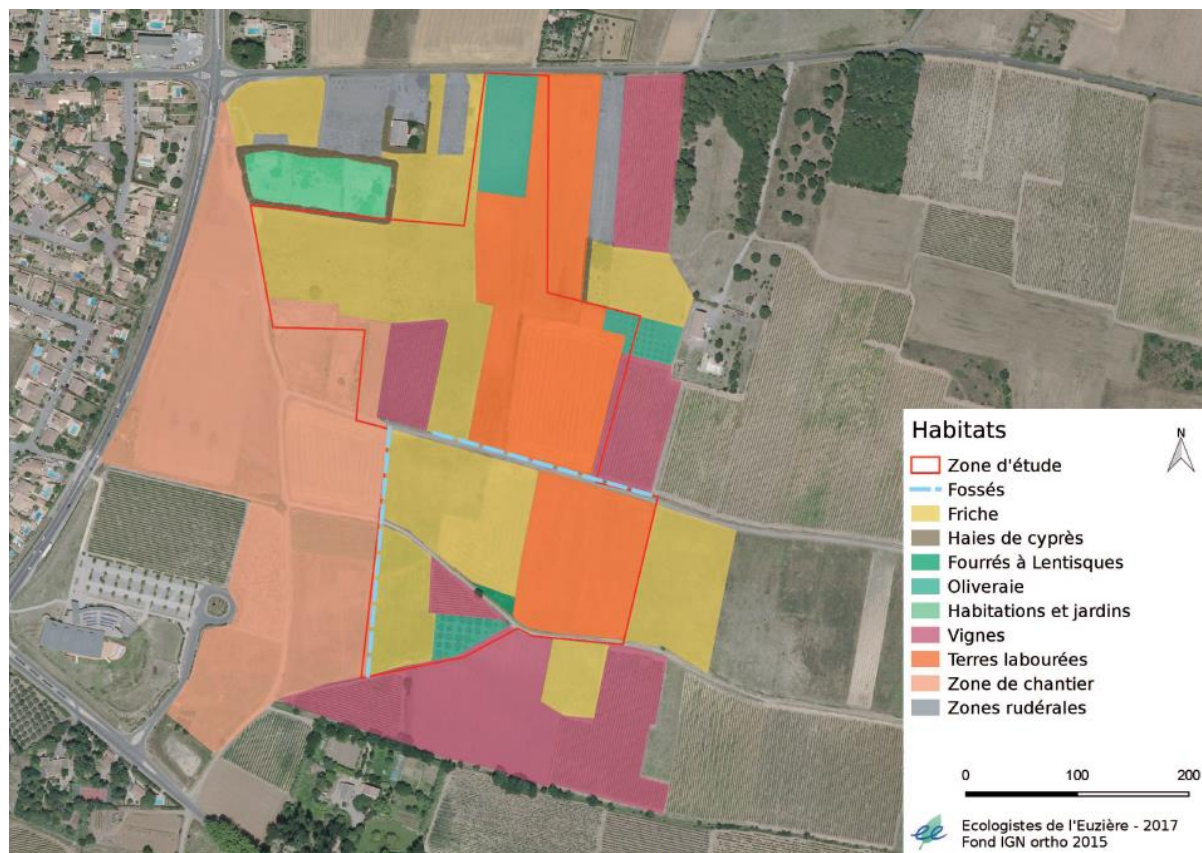 Habitats
N
Zone d'étude
Fossés
Friche
Haies de cyprès
Fourrés à Lentisques
Oliveraie
Habitations et jardins
Vignes
Terres labourées
Zone de chantier
Zones rudérales
0 100 200
ee
Ecologistes de l'Euzière - 2017
Fond IGN ortho 2015